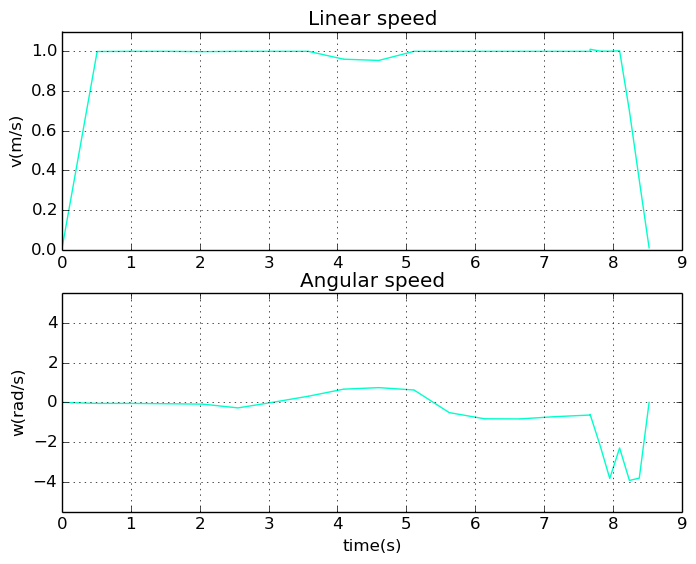 Linear speed
1.0
0.8
0.6
0.4
0.2
0.0
v(m/s)
0 1 2 3 4 5 6 7 8 9
Angular speed
4
2
0
−2
−4
w(rad/s)
0 1 2 3 4 5 6 7 8 9
time(s)